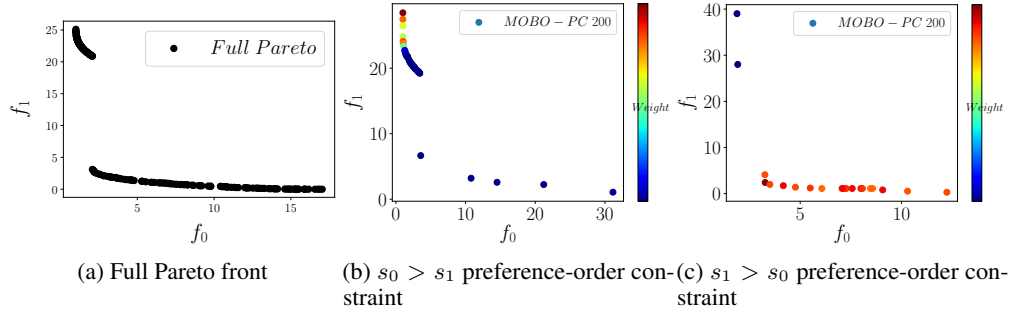 Full Pareto
25
20
15
10
5
0
5
10
15
f₁
f₀
MOBO − PC 200
20
10
0
0
10
20
30
f₁
f₀
Weight
MOBO − PC 200
40
30
20
10
0
5
10
f₁
f₀
Weight
(a) Full Pareto front
(b) s₀ > s₁ preference-order con-
straint
(c) s₁ > s₀ preference-order con-
straint